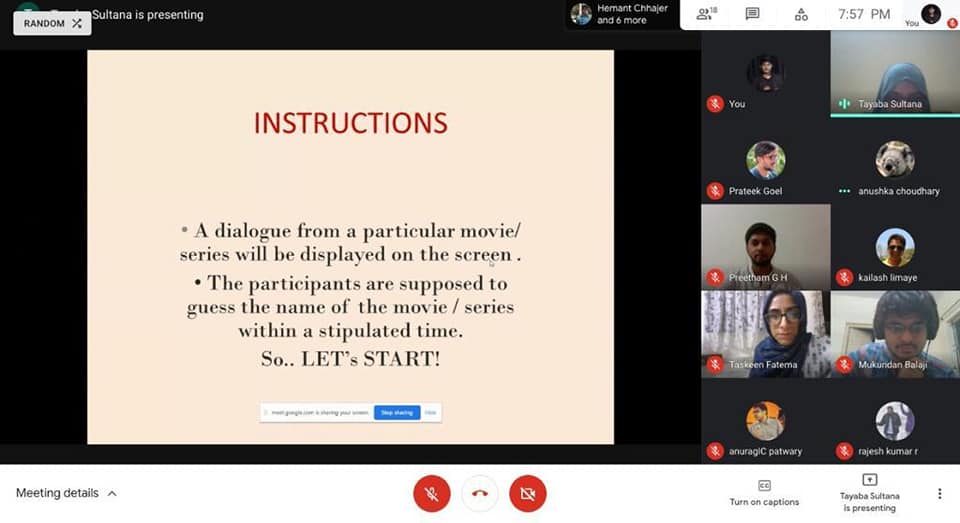 RANDOM
Sultana is presenting
Hemant Chhajer
and 6 more
18
7:57 PM
You
INSTRUCTIONS
• A dialogue from a particular movie/
series will be displayed on the screen .
• The participants are supposed to
guess the name of the movie / series
within a stipulated time.
So.. LET's START!
meet.google.com is sharing your screen.
Stop sharing
Hide
You
Tayaba Sultana
Prateek Goel
anushka choudhary
Preetham G H
kailash limaye
Taskeen Fatema
Mukundan Balaji
anuragIC patwary
rajesh kumar r
Meeting details
CC
Turn on captions
Tayaba Sultana
is presenting